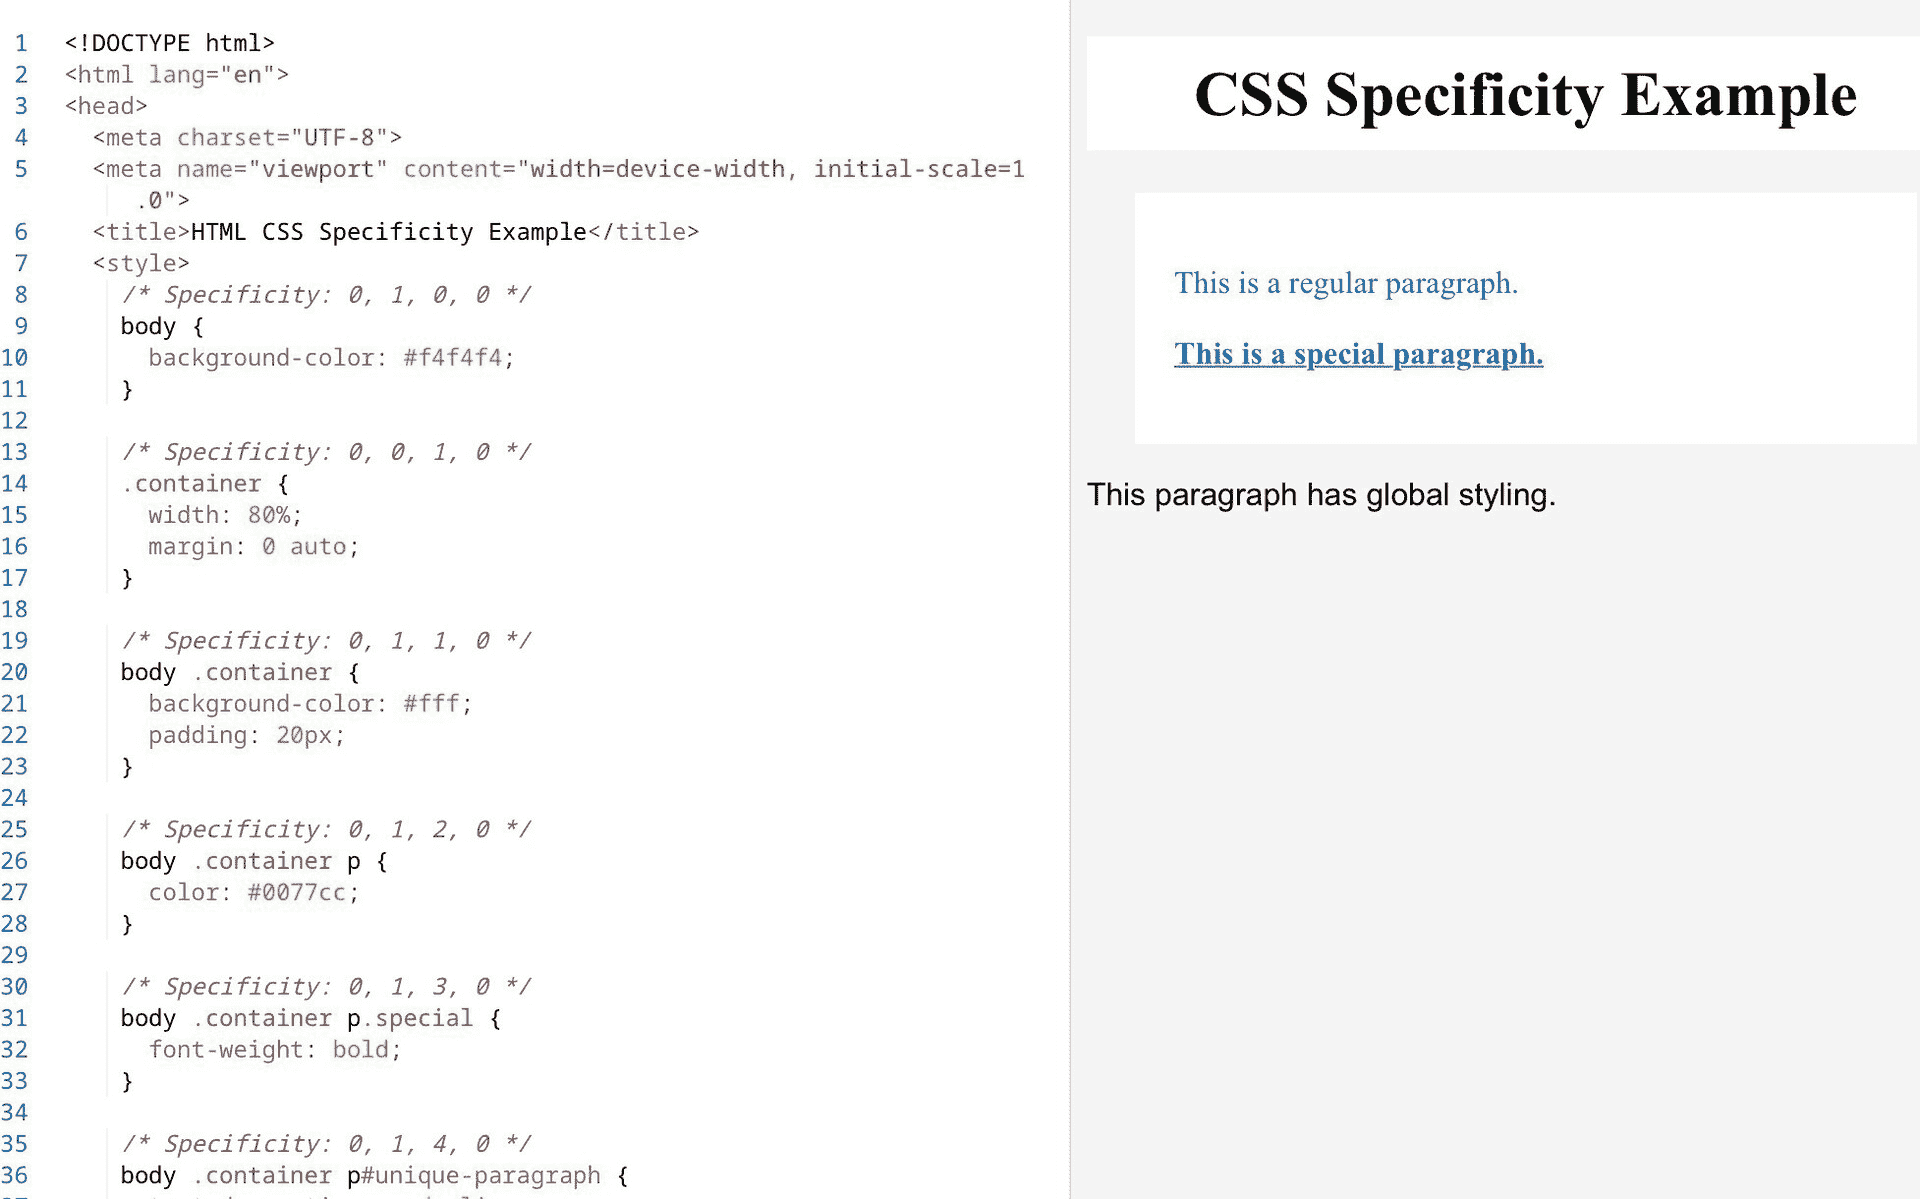 1 <!DOCTYPE html>
2 <html lang="en">
3 <head>
4 <meta charset="UTF-8">
5 <meta name="viewport" content="width=device-width, initial-scale=1
.0">
6 <title>HTML CSS Specificity Example</title>
7 <style>
8 /* Specificity: 0, 1, 0, 0 */
9 body {
10 background-color: #f4f4f4;
11 }
12
13 /* Specificity: 0, 0, 1, 0 */
14 .container {
15 width: 80%;
16 margin: 0 auto;
17 }
18
19 /* Specificity: 0, 1, 1, 0 */
20 body .container {
21 background-color: #fff;
22 padding: 20px;
23 }
24
25 /* Specificity: 0, 1, 2, 0 */
26 body .container p {
27 color: #0077cc;
28 }
29
30 /* Specificity: 0, 1, 3, 0 */
31 body .container p.special {
32 font-weight: bold;
33 }
34
35 /* Specificity: 0, 1, 4, 0 */
36 body .container p#unique-paragraph {
CSS Specificity Example
This is a regular paragraph.
This is a special paragraph.
This paragraph has global styling.